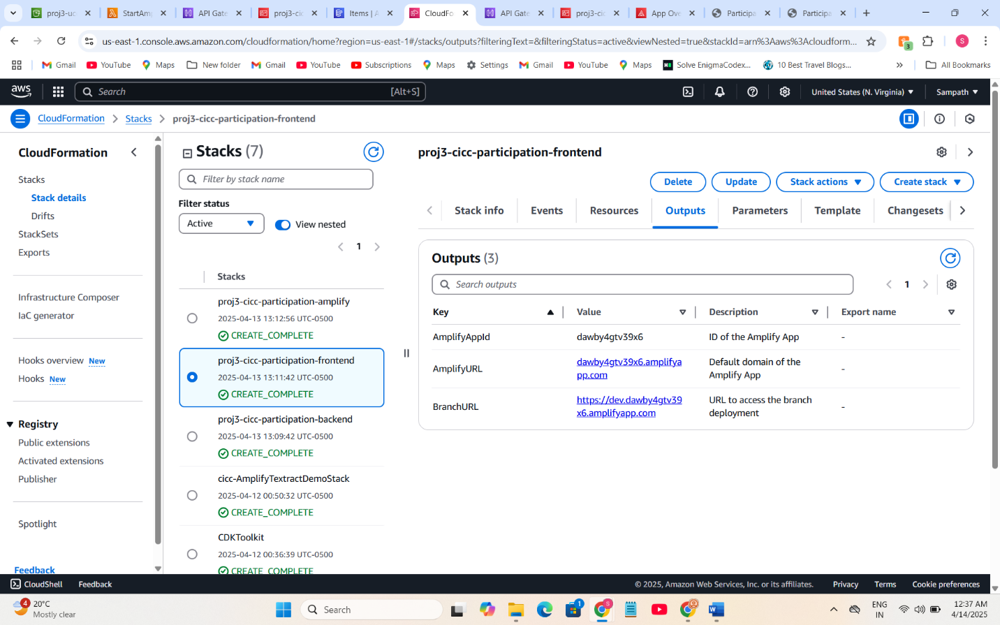 proj3-uc
StartAmp
API Gate
proj3-cic
Items | A
CloudFo
API Gate
proj3-cic
App Ove
Participa
Participa
us-east-1.console.aws.amazon.com/cloudformation/home?region=us-east-1#/stacks/outputs?filteringText=&filteringStatus=active&viewNested=true&stackId=arn%3Aaws%3Acloudform...
3
S
Gmail
YouTube
Maps
New folder
Gmail
YouTube
Subscriptions
Maps
Settings
Gmail
YouTube
Maps
Solve EnigmaCodex...
10 Best Travel Blogs...
All Bookmarks
aws
Search
[Alt+S]
United States (N. Virginia)
Sampath
CloudFormation
Stacks
proj3-cicc-participation-frontend
CloudFormation
Stacks
Stack details
Drifts
StackSets
Exports
Infrastructure Composer
IaC generator
Hooks overview New
Hooks New
Registry
Public extensions
Activated extensions
Publisher
Spotlight
Feedback
Stacks (7)
Filter by stack name
Filter status
Active
View nested
1
Stacks
proj3-cicc-participation-amplify
2025-04-13 13:12:56 UTC-0500
CREATE_COMPLETE
proj3-cicc-participation-frontend
2025-04-13 13:11:42 UTC-0500
CREATE_COMPLETE
proj3-cicc-participation-backend
2025-04-13 13:09:42 UTC-0500
CREATE_COMPLETE
cicc-AmplifyTextractDemoStack
2025-04-12 00:50:32 UTC-0500
CREATE_COMPLETE
CDKToolkit
2025-04-12 00:36:39 UTC-0500
CREATE_COMPLETE
proj3-cicc-participation-frontend
Delete
Update
Stack actions
Create stack
Stack info
Events
Resources
Outputs
Parameters
Template
Changesets
Outputs (3)
Search outputs
1
Key
Value
Description
Export name
AmplifyAppId
dawby4gtv39x6
ID of the Amplify App
-
AmplifyURL
dawby4gtv39x6.amplifya
pp.com
Default domain of the
Amplify App
-
BranchURL
https://dev.dawby4gtv39
x6.amplifyapp.com
URL to access the branch
deployment
-
CloudShell
Feedback
© 2025, Amazon Web Services, Inc. or its affiliates.
Privacy
Terms
Cookie preferences
4
20°C
Mostly clear
Search
1
S
ENG
IN
12:37 AM
4/14/2025